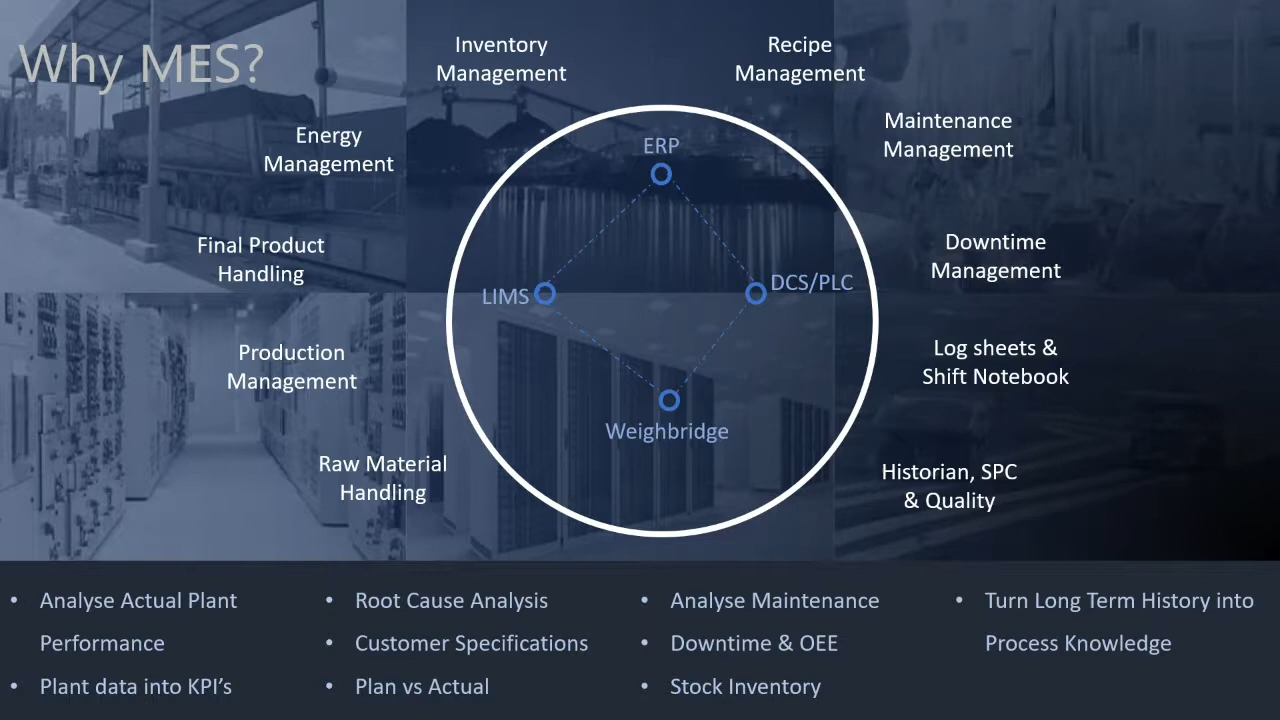 Why MES?
Inventory
Management
Recipe
Management
Energy
Management
Maintenance
Management
ERP
Final Product
Handling
Downtime
Management
LIMS
DCS/PLC
Production
Management
Log sheets &
Shift Notebook
Weighbridge
Raw Material
Handling
Historian, SPC
& Quality
• Analyse Actual Plant
Performance
• Plant data into KPI’s
• Root Cause Analysis
• Customer Specifications
• Plan vs Actual
• Analyse Maintenance
• Downtime & OEE
• Stock Inventory
• Turn Long Term History into
Process Knowledge